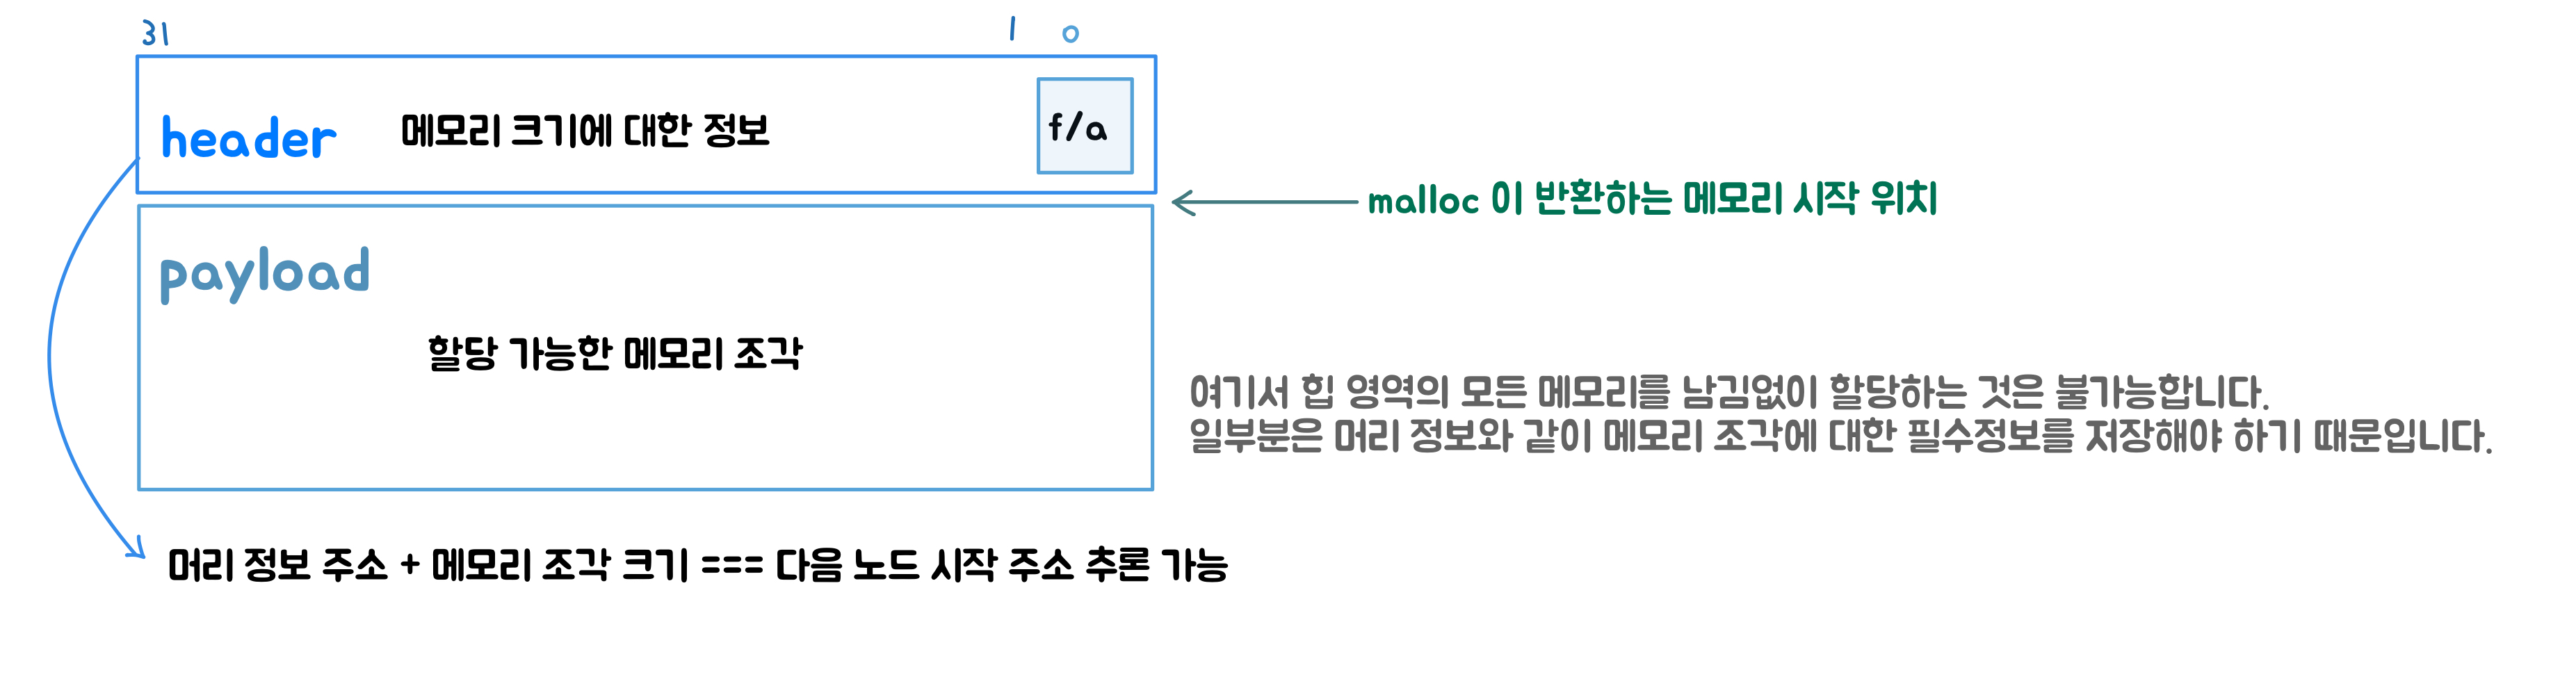 31 1 0
header 메모리 크기에 대한 정보 f/a
malloc 이 반환하는 메모리 시작 위치
payload
할당 가능한 메모리 조각
여기서 힙 영역의 모든 메모리를 남김없이 할당하는 것은 불가능합니다.
일부분은 머리 정보와 같이 메모리 조각에 대한 필수정보를 저장해야 하기 때문입니다.
머리 정보 주소 + 메모리 조각 크기 === 다음 노드 시작 주소 추론 가능